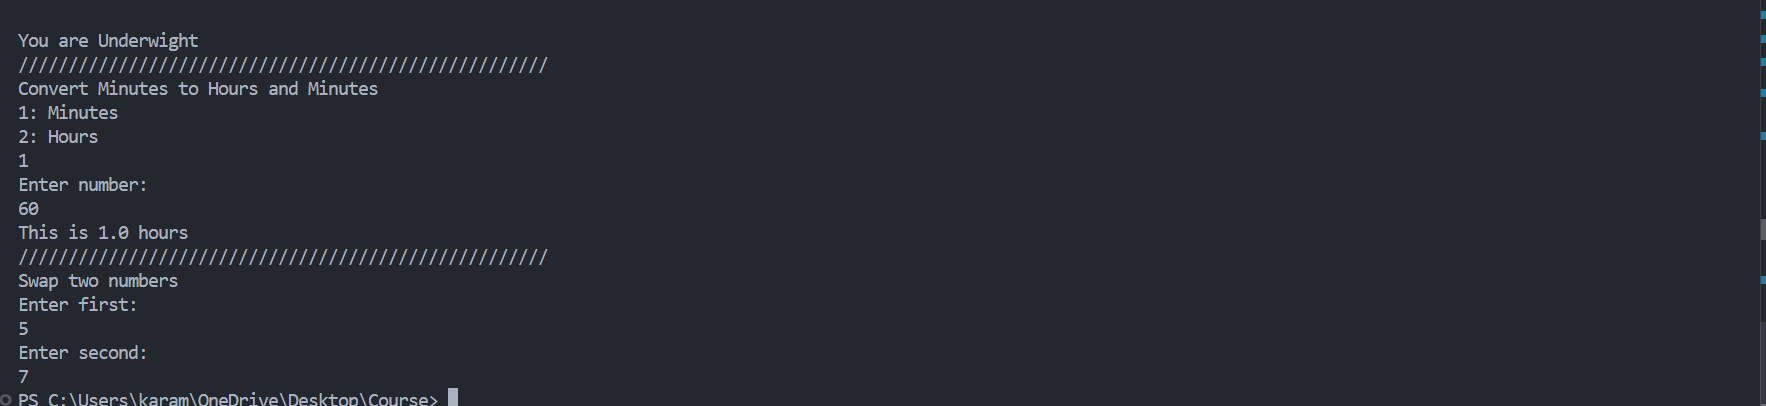 You are Underwight
/////////////////////////////////////////////////////
Convert Minutes to Hours and Minutes
1: Minutes
2: Hours
1
Enter number:
60
This is 1.0 hours
/////////////////////////////////////////////////////
Swap two numbers
Enter first:
5
Enter second:
7
PS C:\Users\karam\OneDrive\Desktop\Course>